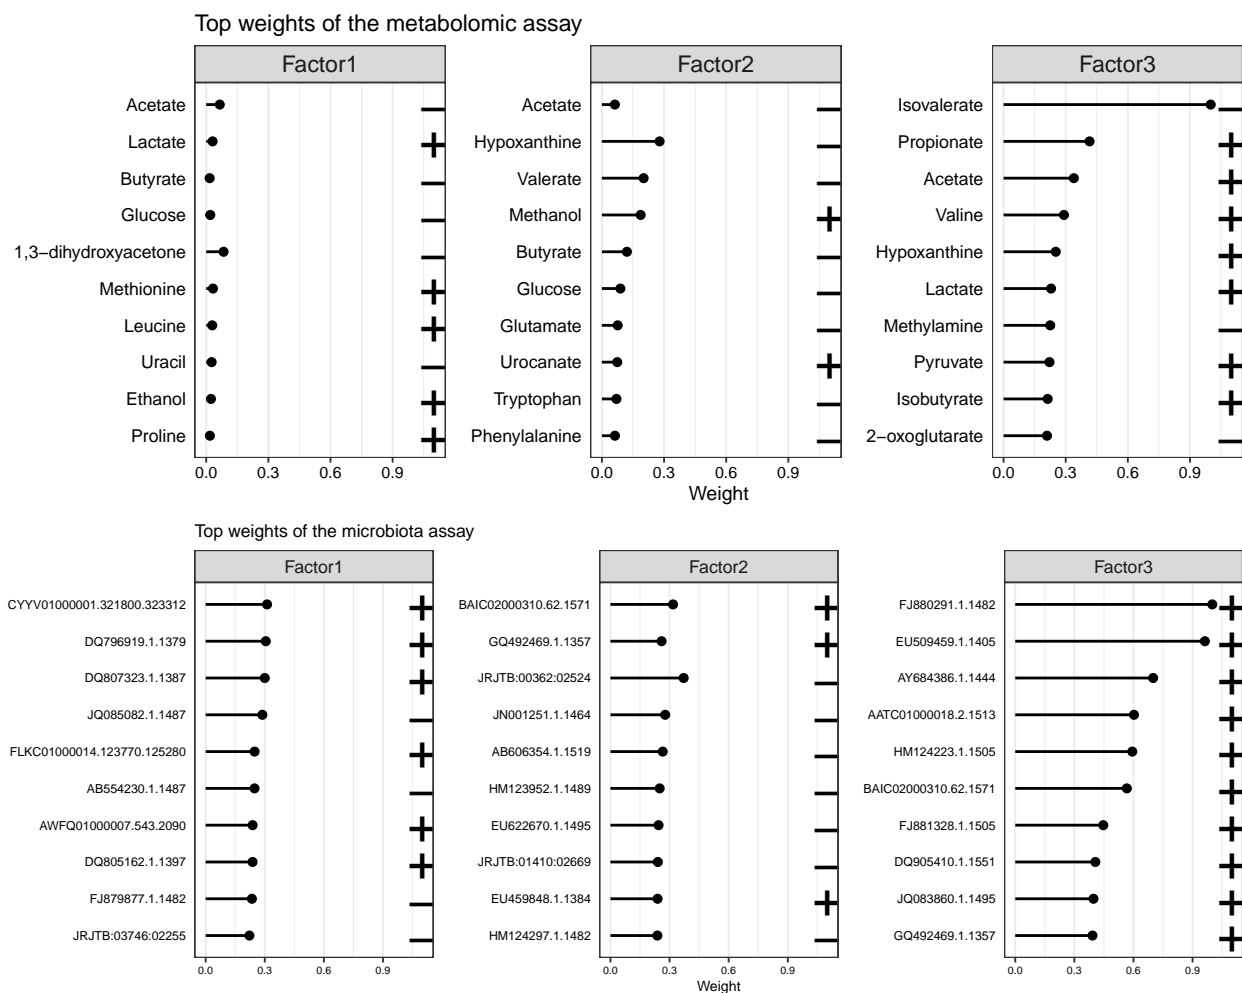 Top weights of the metabolomic assay
Factor1
Acetate
Lactate
Butyrate
Glucose
1,3−dihydroxyacetone
Methionine
Leucine
Uracil
Ethanol
Proline
0.0 0.3 0.6 0.9
Factor2
Acetate
Hypoxanthine
Valerate
Methanol
Butyrate
Glucose
Glutamate
Urocanate
Tryptophan
Phenylalanine
0.0 0.3 0.6 0.9
Weight
Factor3
Isovalerate
Propionate
Acetate
Valine
Hypoxanthine
Lactate
Methylamine
Pyruvate
Isobutyrate
2−oxoglutarate
0.0 0.3 0.6 0.9
Top weights of the microbiota assay
Factor1
CYYV01000001.321800.323312
DQ796919.1.1379
DQ807323.1.1387
JQ085082.1.1487
FLKC01000014.123770.125280
AB554230.1.1487
AWFQ01000007.543.2090
DQ805162.1.1397
FJ879877.1.1482
JRJTB:03746:02255
0.0 0.3 0.6 0.9
Factor2
BAIC02000310.62.1571
GQ492469.1.1357
JRJTB:00362:02524
JN001251.1.1464
AB606354.1.1519
HM123952.1.1489
EU622670.1.1495
JRJTB:01410:02669
EU459848.1.1384
HM124297.1.1482
0.0 0.3 0.6 0.9
Weight
Factor3
FJ880291.1.1482
EU509459.1.1405
AY684386.1.1444
AATC01000018.2.1513
HM124223.1.1505
BAIC02000310.62.1571
FJ881328.1.1505
DQ905410.1.1551
JQ083860.1.1495
GQ492469.1.1357
0.0 0.3 0.6 0.9